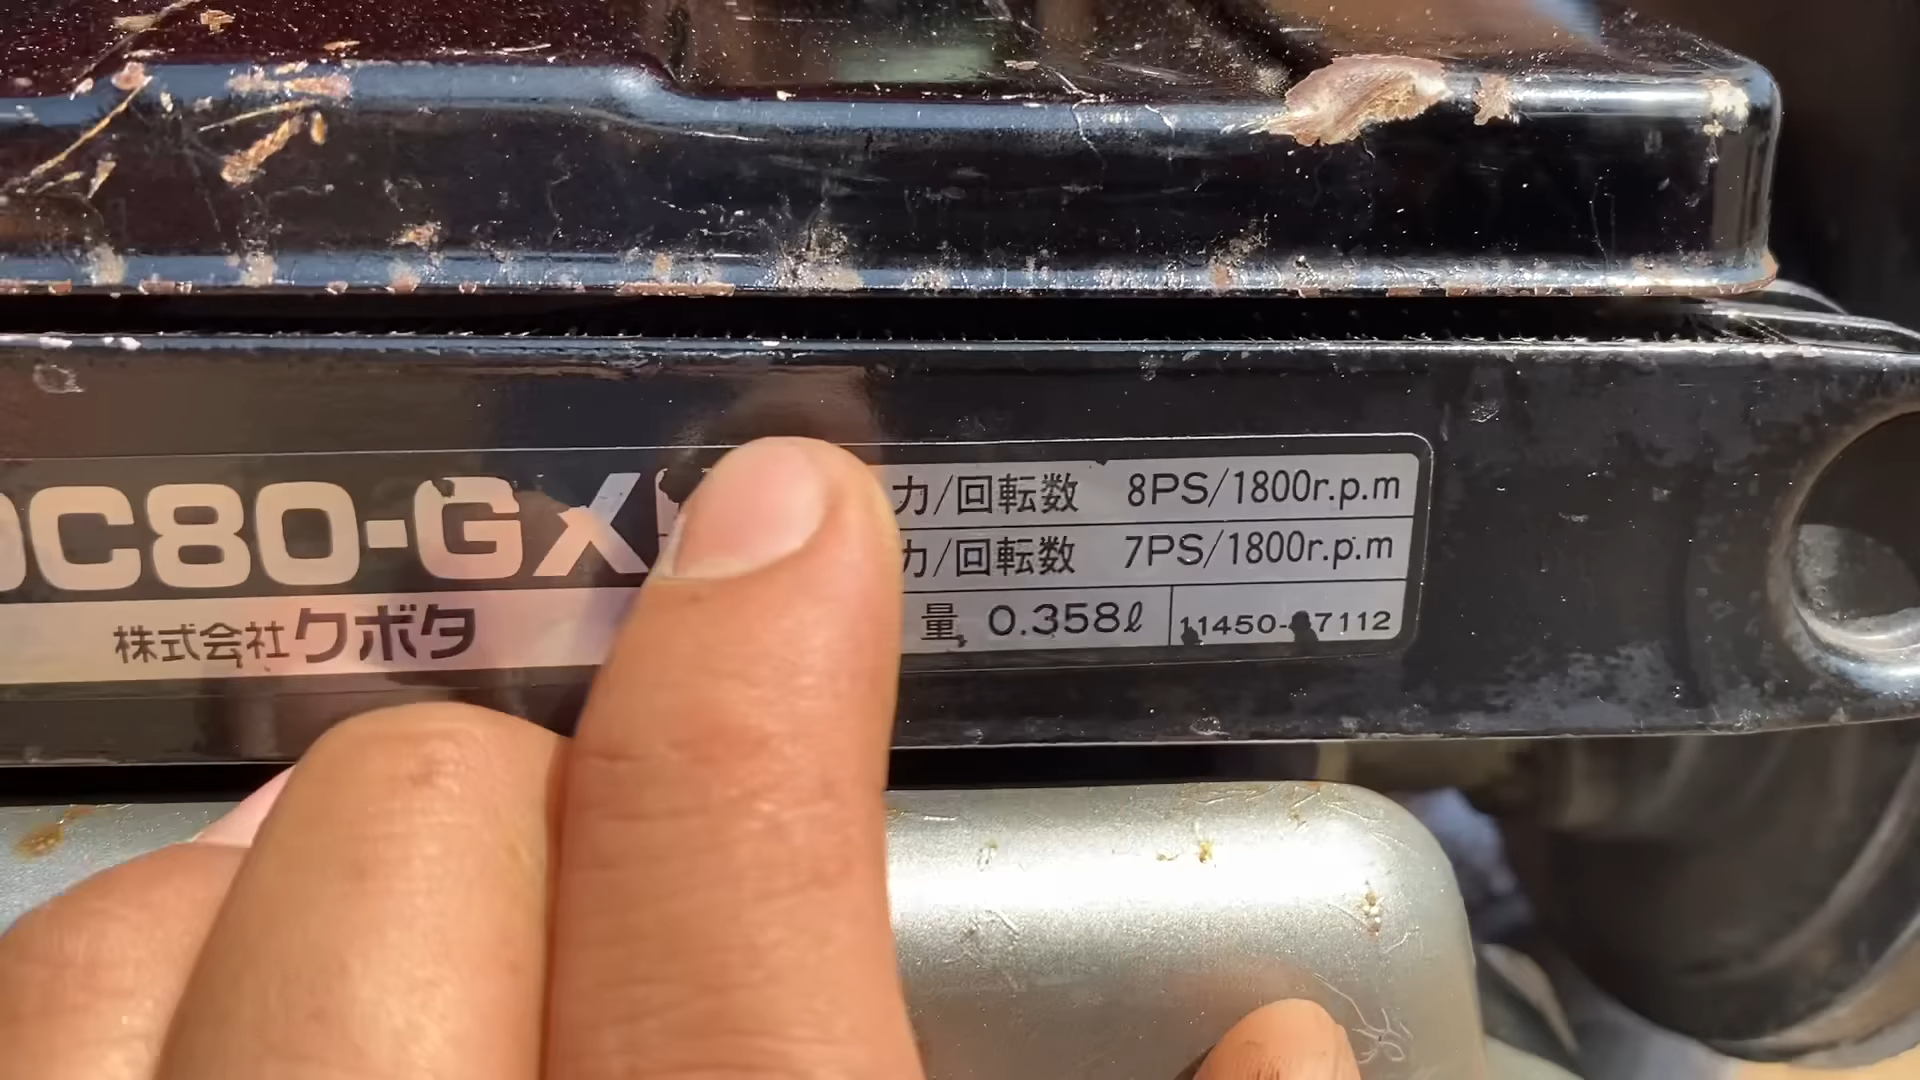 C80-GX
株式会社クボタ
力/回転数 8PS/1800r.p.m
力/回転数 7PS/1800r.p.m
量 0.358ℓ